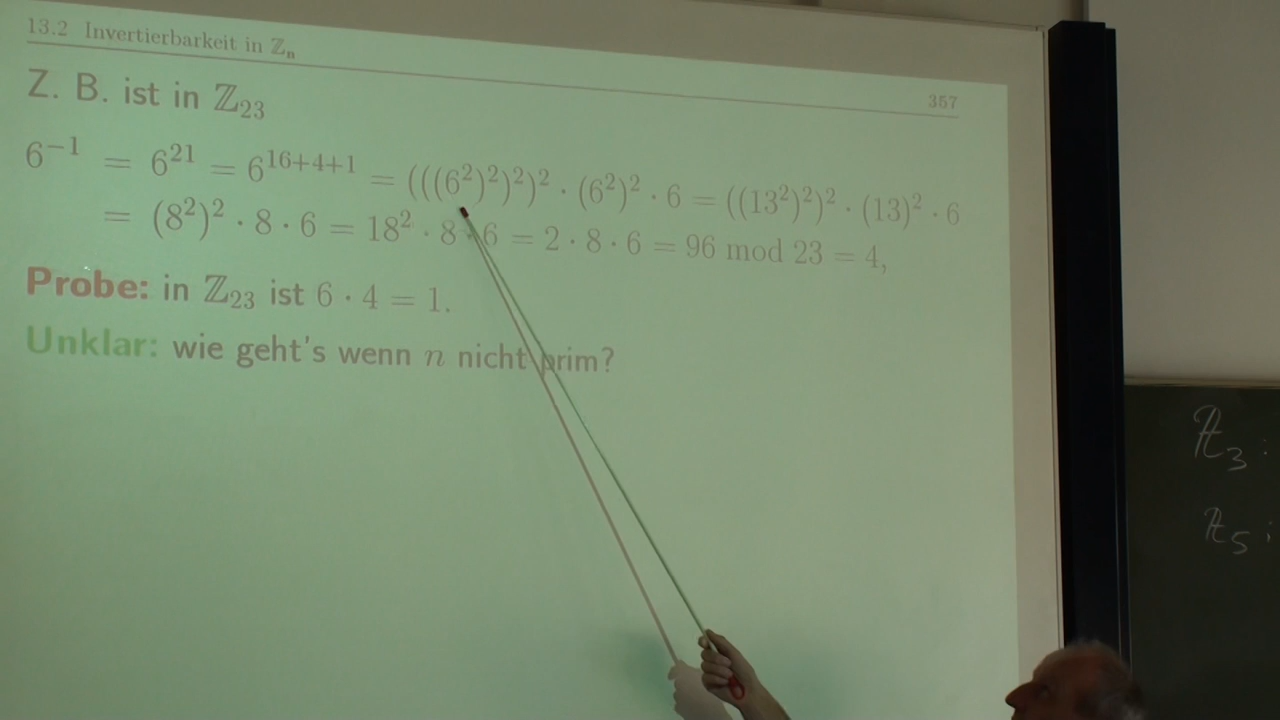 13.2 Invertierbarkeit in ℤₙ
357
Z. B. ist in ℤ₂₃
6⁻¹ = 6²¹ = 6¹⁶⁺⁴⁺¹ = (((6²)²)²)² · (6²)² · 6 = ((13²)²)² · (13)² · 6
= (8²)² · 8 · 6 = 18² · 8 · 6 = 2 · 8 · 6 = 96 mod 23 = 4,
Probe: in ℤ₂₃ ist 6 · 4 = 1.
Unklar: wie geht's wenn n nicht prim?
ℤ₃ :
ℤ₅ :